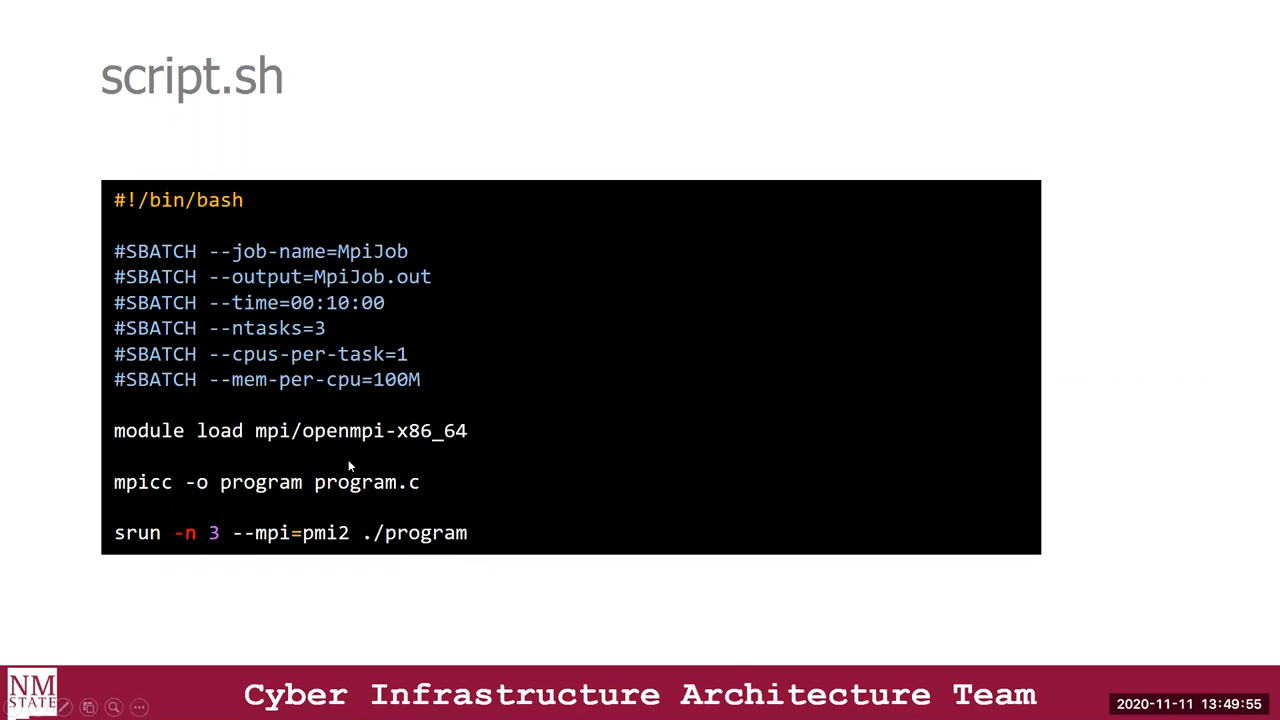 script.sh
#!/bin/bash
#SBATCH --job-name=MpiJob
#SBATCH --output=MpiJob.out
#SBATCH --time=00:10:00
#SBATCH --ntasks=3
#SBATCH --cpus-per-task=1
#SBATCH --mem-per-cpu=100M
module load mpi/openmpi-x86_64
mpicc -o program program.c
srun -n 3 --mpi=pmi2 ./program
NM
STATE
Cyber Infrastructure Architecture Team
2020-11-11 13:49:55